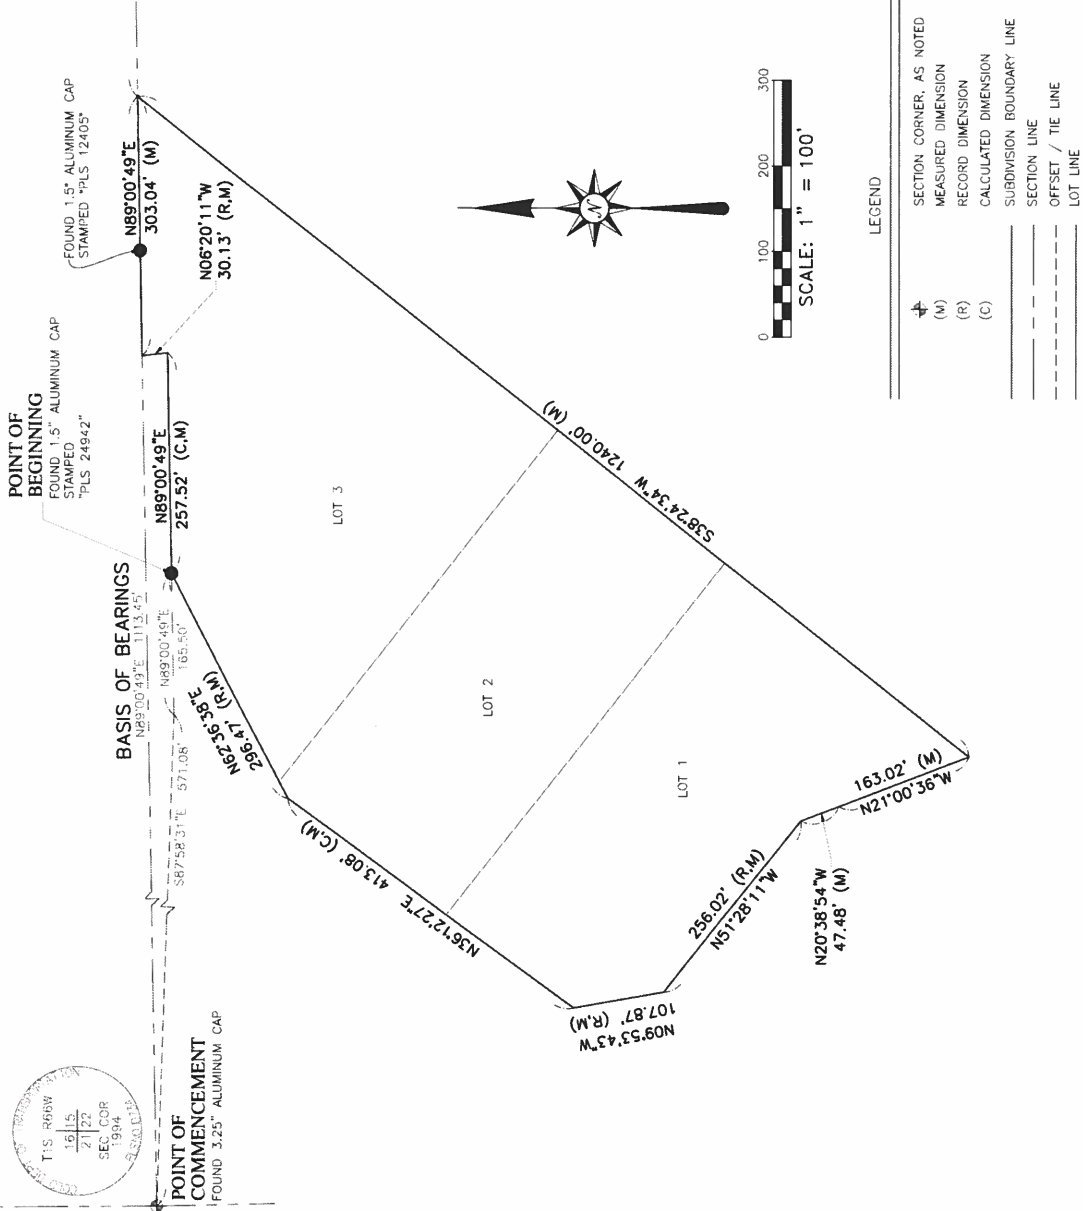 POINT OF
BEGINNING
FOUND 1.5" ALUMINUM CAP
STAMPED
"PLS 24942"
FOUND 1.5" ALUMINUM CAP
STAMPED "PLS 12405"
N89°00'49"E
303.04' (M)
N06°20'11"W
30.13' (R,M)
N89°00'49"E
257.52' (C,M)
BASIS OF BEARINGS
N89°00'49"E 1113.45'
N89°00'49"E
165.50'
S87°58'31"E 571.08'
N62°36'38"E
296.47' (R,M)
N36°12'27"E 413.08' (C,M)
N09°53'43"W
107.87' (R,M)
256.02' (R,M)
N51°28'11"W
N20°38'54"W
47.48' (M)
163.02' (M)
N21°00'36"W
S38°24'34"W 1240.00' (M)
LOT 3
LOT 2
LOT 1
T1S R66W
16 15
21 22
SEC COR
1994
POINT OF
COMMENCEMENT
FOUND 3.25" ALUMINUM CAP
N
0 100 200 300
SCALE: 1" = 100'
LEGEND
SECTION CORNER, AS NOTED
(M) MEASURED DIMENSION
(R) RECORD DIMENSION
(C) CALCULATED DIMENSION
SUBDIVISION BOUNDARY LINE
SECTION LINE
OFFSET / TIE LINE
LOT LINE